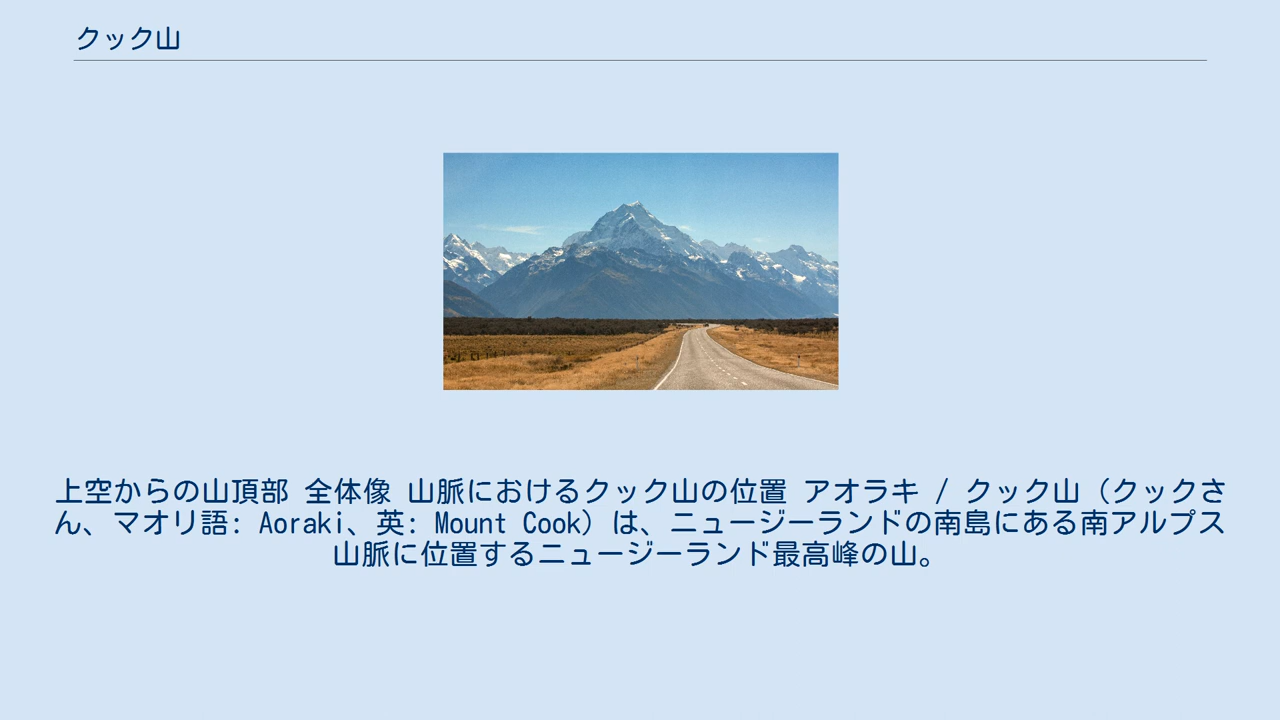 クック山
上空からの山頂部 全体像 山脈におけるクック山の位置 アオラキ / クック山（クックさ
ん、マオリ語: Aoraki、英: Mount Cook）は、ニュージーランドの南島にある南アルプス
山脈に位置するニュージーランド最高峰の山。